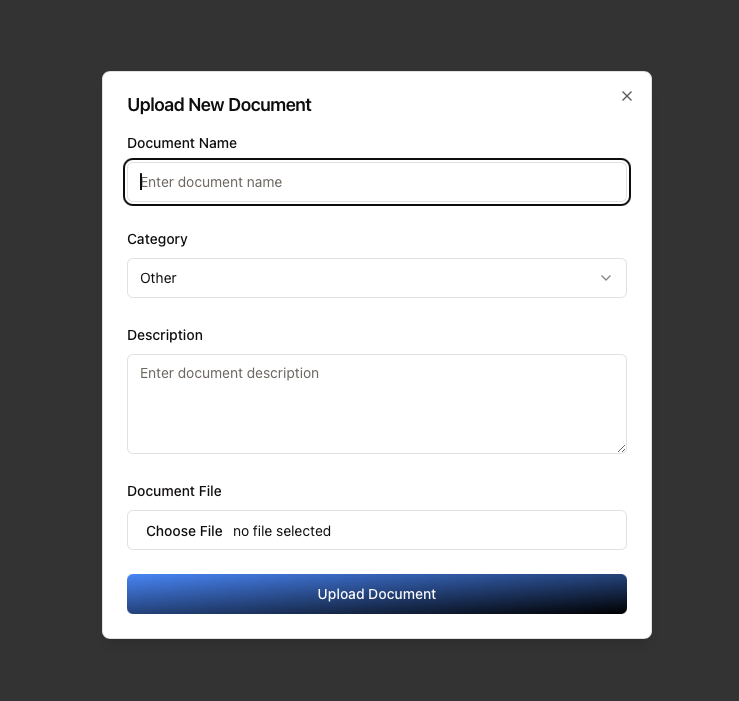 Upload New Document
Document Name
Enter document name
Category
Other
Description
Enter document description
Document File
Choose File no file selected
Upload Document